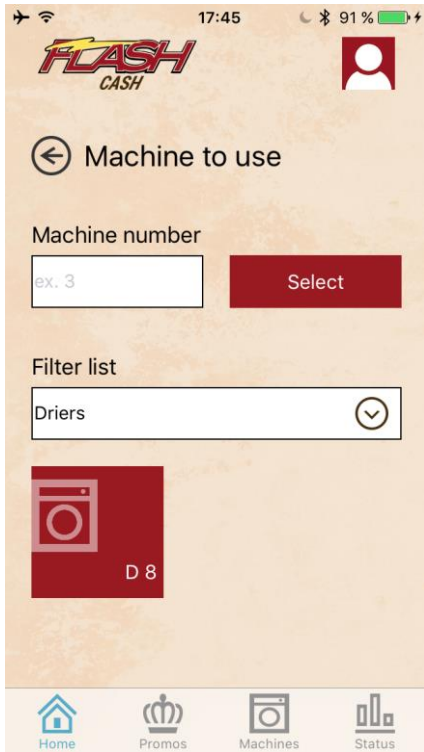 17:45
91 %
FLASH
CASH
Machine to use
Machine number
ex. 3
Select
Filter list
Driers
D 8
Home
Promos
Machines
Status